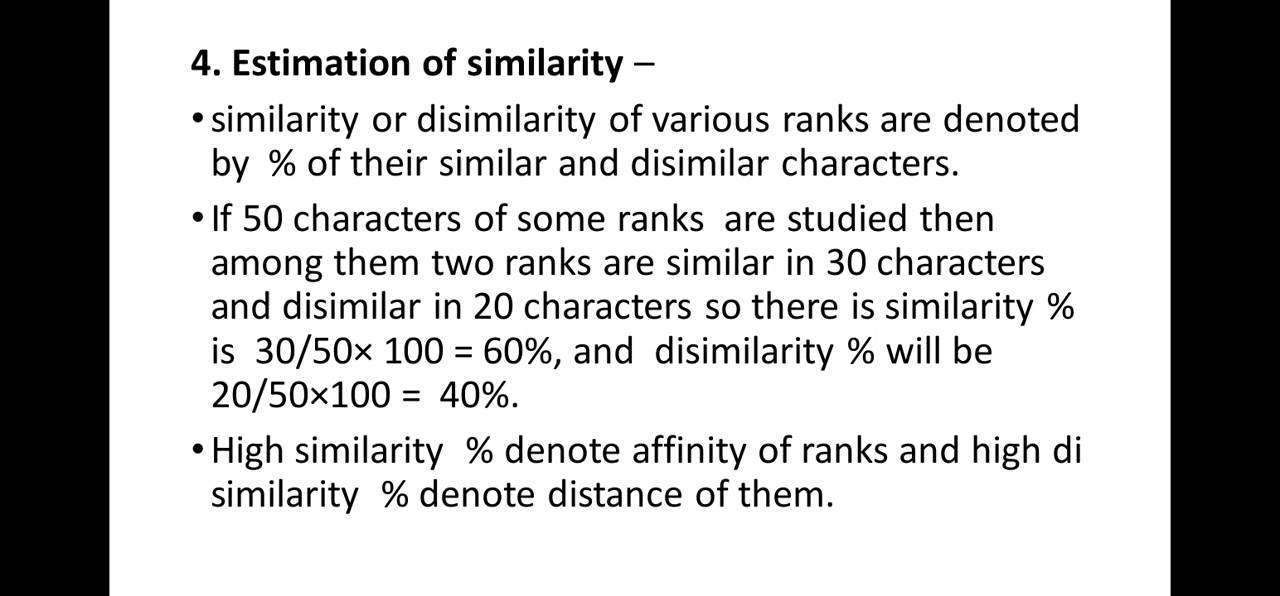 4. Estimation of similarity –
•similarity or disimilarity of various ranks are denoted
by % of their similar and disimilar characters.
•If 50 characters of some ranks are studied then
among them two ranks are similar in 30 characters
and disimilar in 20 characters so there is similarity %
is 30/50× 100 = 60%, and disimilarity % will be
20/50×100 = 40%.
•High similarity % denote affinity of ranks and high di
similarity % denote distance of them.